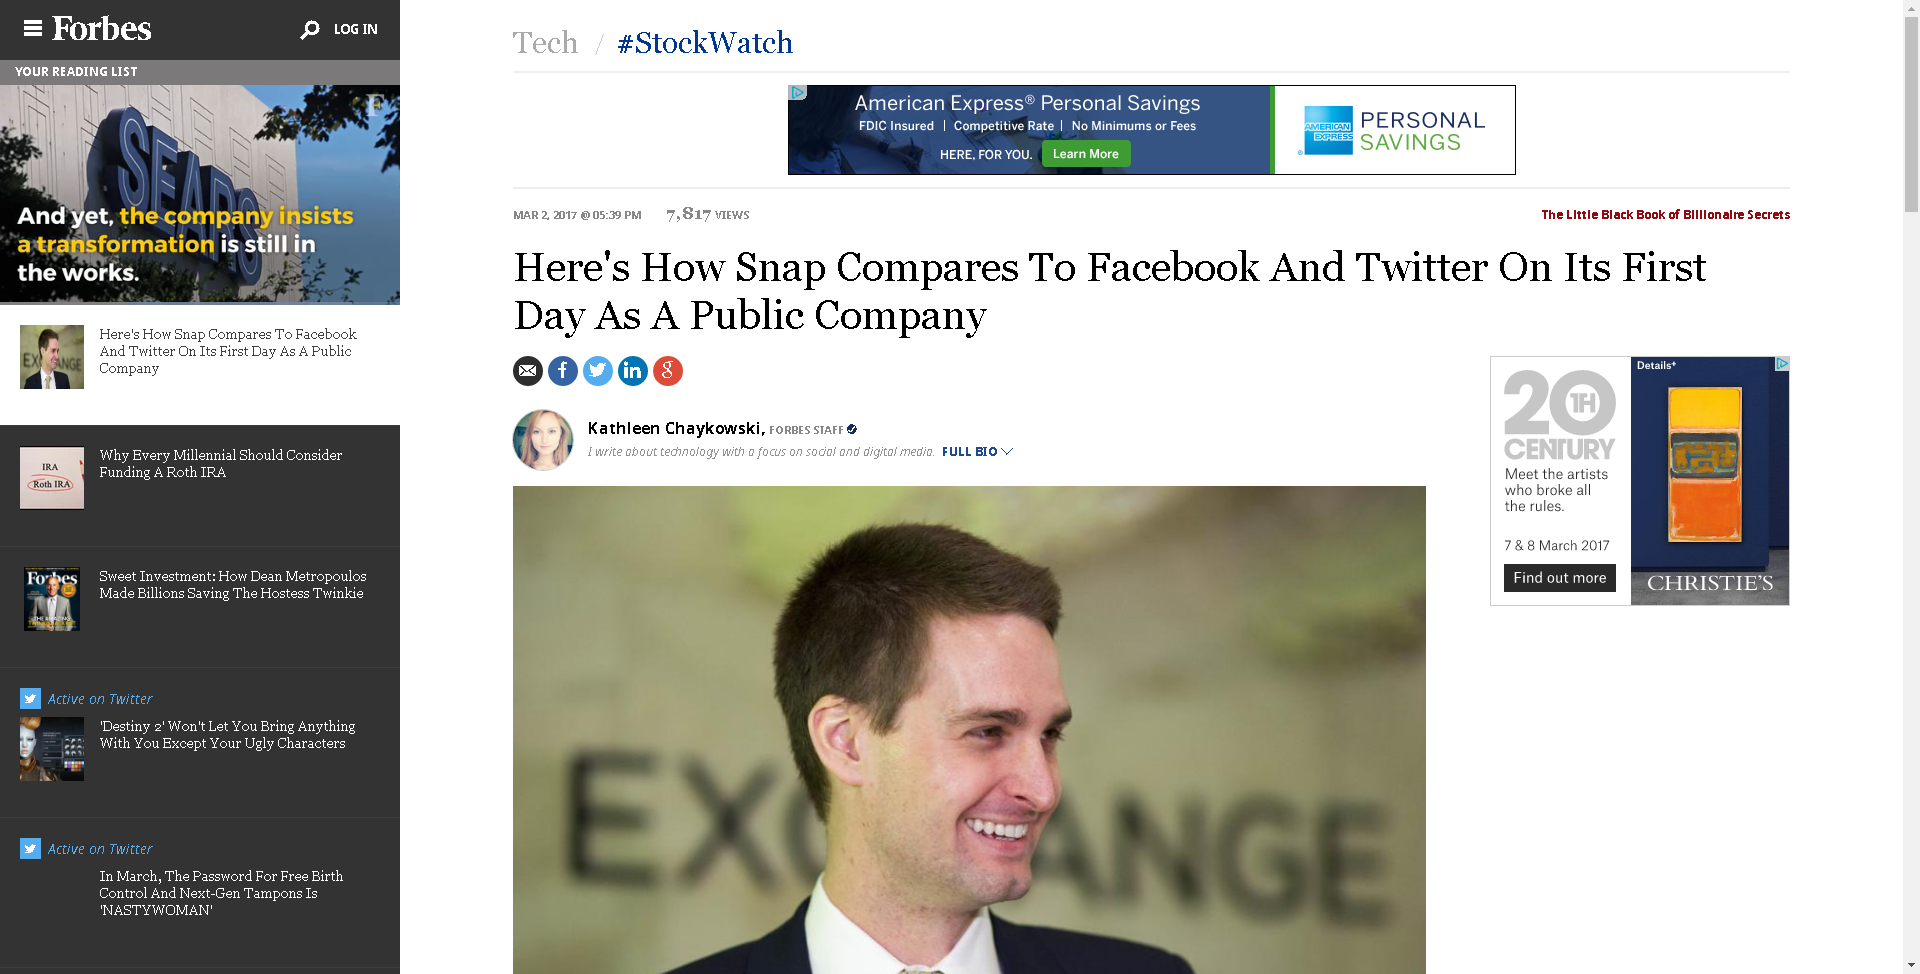 Forbes
LOG IN
YOUR READING LIST
F
SEARS
And yet, the company insists
a transformation is still in
the works.
Here's How Snap Compares To Facebook
And Twitter On Its First Day As A Public
Company
IRA
Roth IRA
Why Every Millennial Should Consider
Funding A Roth IRA
Forbes
Sweet Investment: How Dean Metropoulos
Made Billions Saving The Hostess Twinkie
Active on Twitter
'Destiny 2' Won't Let You Bring Anything
With You Except Your Ugly Characters
Active on Twitter
In March, The Password For Free Birth
Control And Next-Gen Tampons Is
'NASTYWOMAN'
Tech / #StockWatch
American Express® Personal Savings
FDIC Insured | Competitive Rate | No Minimums or Fees
HERE, FOR YOU. Learn More
AMERICAN
EXPRESS
®
PERSONAL
SAVINGS
MAR 2, 2017 @ 05:39 PM 7,817 VIEWS
The Little Black Book of Billionaire Secrets
Here's How Snap Compares To Facebook And Twitter On Its First
Day As A Public Company
Kathleen Chaykowski, FORBES STAFF
I write about technology with a focus on social and digital media. FULL BIO
EXCHANGE
20TH
CENTURY
Meet the artists
who broke all
the rules.
7 & 8 March 2017
Find out more
Details+
CHRISTIE'S